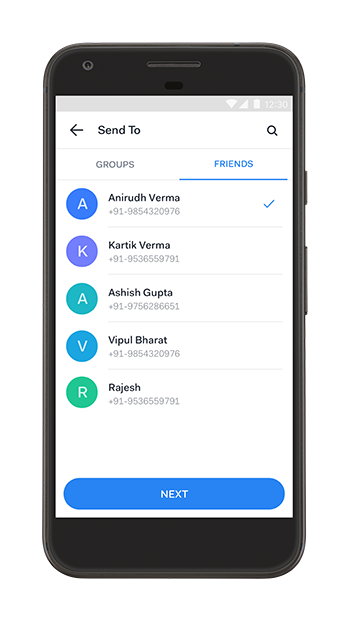 12:30
Send To
GROUPS
FRIENDS
A
Anirudh Verma
+91-9854320976
K
Kartik Verma
+91-9536559791
A
Ashish Gupta
+91-9756286651
V
Vipul Bharat
+91-9854320976
R
Rajesh
+91-9536559791
NEXT